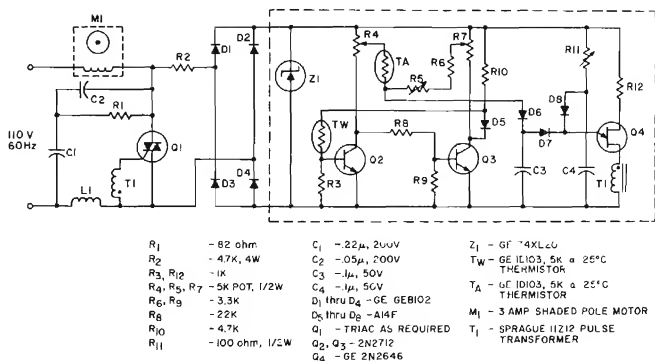 M1
R2
D1
D2
C2
R1
110 V
60Hz
C1
Q1
T1
L1
D3
D4
Z1
R4
TA
R5
R6
R7
R10
R11
R12
TW
R8
D5
D6
D8
D7
Q4
Q2
Q3
R3
R9
C3
C4
T1
R1 - 82 ohm
R2 - 4.7K, 4W
R3, R12 - 1K
R4, R5, R7 - 5K POT, 1/2W
R6, R9 - 3.3K
R8 - 22K
R10 - 4.7K
R11 - 100 ohm, 1/2W
C1 - .22µ, 200V
C2 - .05µ, 200V
C3 - .1µ, 50V
C4 - .1µ, 50V
D1 thru D4 - GE GEB102
D5 thru D8 - A14F
Q1 - TRIAC AS REQUIRED
Q2, Q3 - 2N2712
Q4 - GE 2N2646
Z1 - GE
TW - GE 1D103, 5K @ 25°C
THERMISTOR
TA - GE 1D103, 5K @ 25°C
THERMISTOR
M1 - 3 AMP SHADED POLE MOTOR
T1 - SPRAGUE 11Z12 PULSE
TRANSFORMER